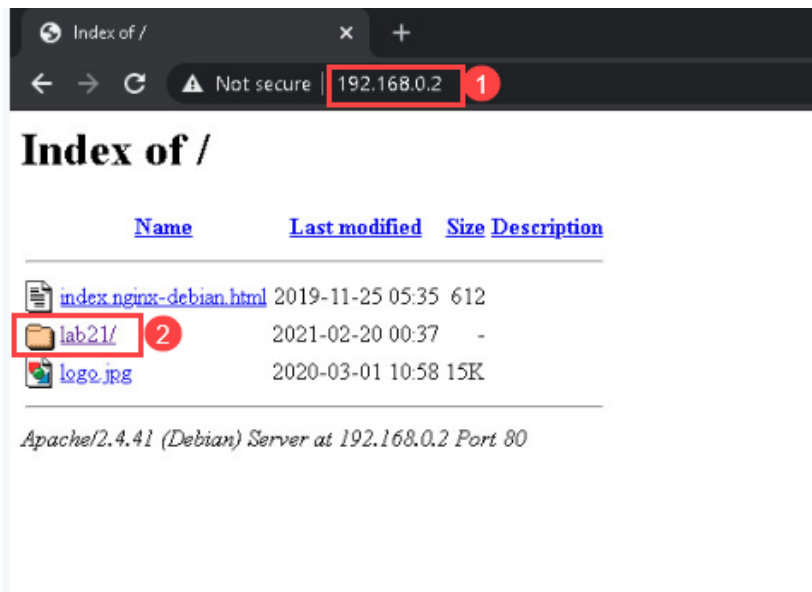 Index of /
Not secure 192.168.0.2 1
Index of /
Name Last modified Size Description
index.nginx-debian.html 2019-11-25 05:35 612
lab21/ 2 2021-02-20 00:37 -
logo.jpg 2020-03-01 10:58 15K
Apache/2.4.41 (Debian) Server at 192.168.0.2 Port 80